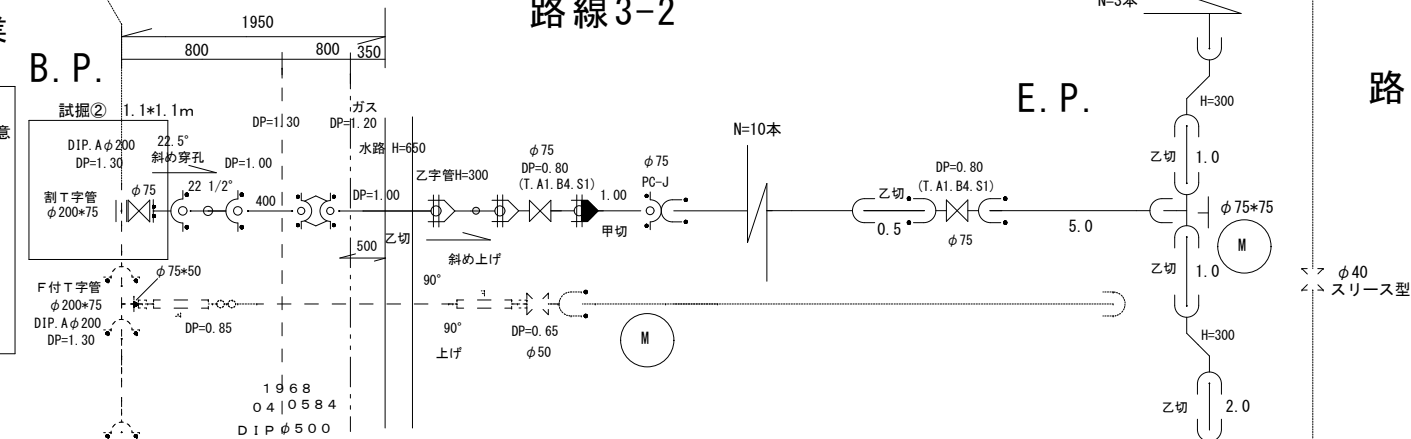 路線3-2
N=3本
業
1950
800
800
350
B.P.
E.P.
路
意
試掘② 1.1*1.1m
ガス
DP=1.30
DP=1.20
H=300
DIP.Aφ200
DP=1.30
22.5°
斜め穿孔
DP=1.00
水路 H=650
N=10本
φ75
DP=0.80
(T.A1.B4.S1)
φ75
PC-J
乙字管H=300
DP=0.80
(T.A1.B4.S1)
乙切 1.0
割T字管
φ200*75
φ75
22 1/2°
400
DP=1.00
1.00
乙切
0.5
φ75
5.0
φ75*75
甲切
乙切
斜め上げ
500
M
乙切 1.0
φ75*50
90°
F付T字管
φ200*75
DIP.Aφ200
DP=1.30
DP=0.85
90°
上げ
DP=0.65
φ50
M
φ40
スリース型
H=300
1968
04 0584
DIPφ500
乙切 2.0